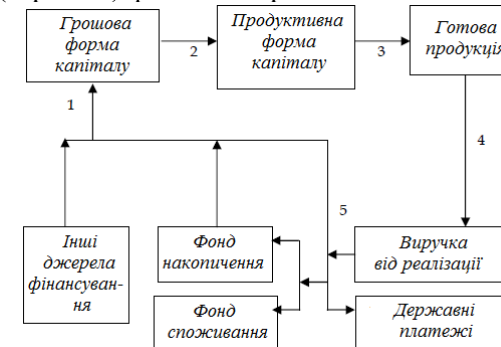 Грошова
форма
капіталу
2
Продуктивна
форма
капіталу
3
Готова
продукція
1
4
5
Інші
джерела
фінансуван-
ня
Фонд
накопичення
Виручка
від реалізації
Фонд
споживання
Державні
платежі